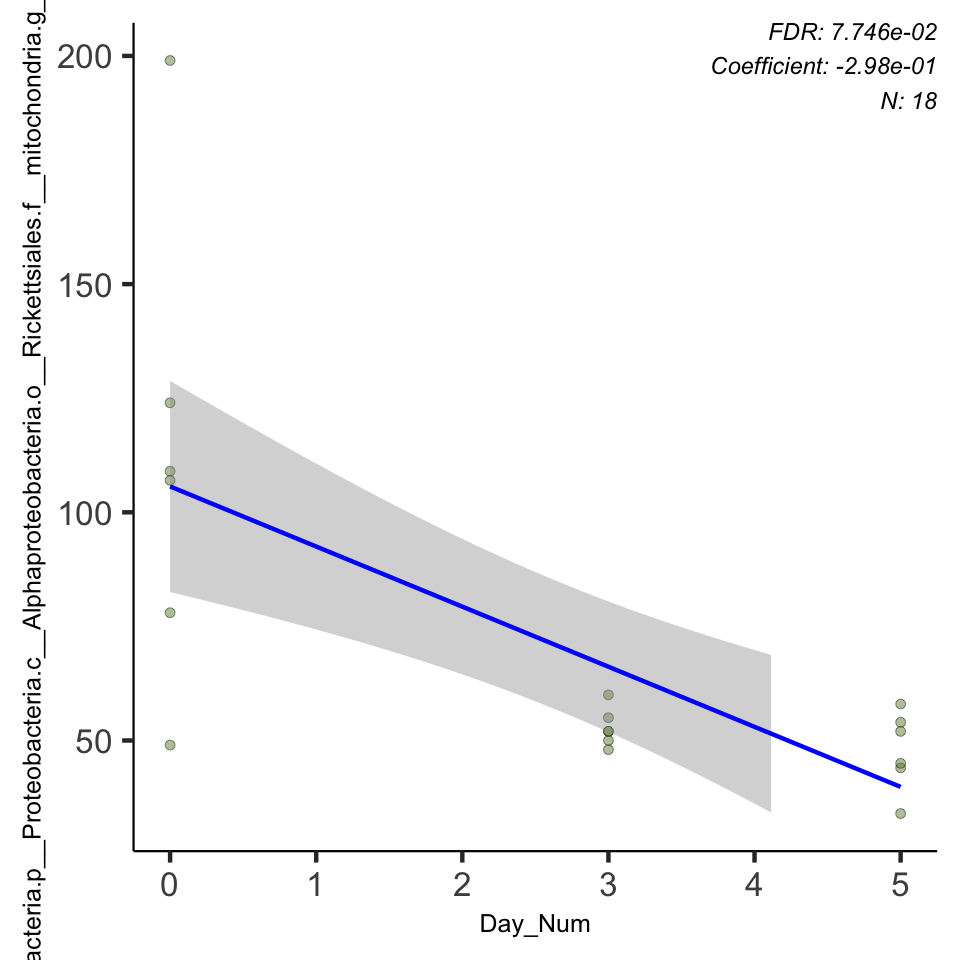 FDR: 7.746e-02
Coefficient: -2.98e-01
N: 18
acteria.p__Proteobacteria.c__Alphaproteobacteria.o__Rickettsiales.f__mitochondria.g_
200
150
100
50
0 1 2 3 4 5
Day_Num